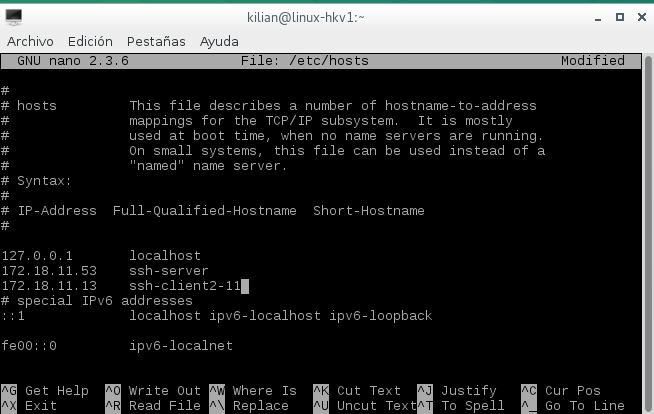 kilian@linux-hkv1:~
Archivo Edición Pestañas Ayuda
GNU nano 2.3.6 File: /etc/hosts Modified
#
# hosts This file describes a number of hostname-to-address
# mappings for the TCP/IP subsystem. It is mostly
# used at boot time, when no name servers are running.
# On small systems, this file can be used instead of a
# "named" name server.
# Syntax:
#
# IP-Address Full-Qualified-Hostname Short-Hostname
#
127.0.0.1 localhost
172.18.11.53 ssh-server
172.18.11.13 ssh-client2-11
# special IPv6 addresses
::1 localhost ipv6-localhost ipv6-loopback
fe00::0 ipv6-localnet
^G Get Help ^O Write Out ^W Where Is ^K Cut Text ^J Justify ^C Cur Pos
^X Exit ^R Read File ^\ Replace ^U Uncut Text ^T To Spell ^_ Go To Line